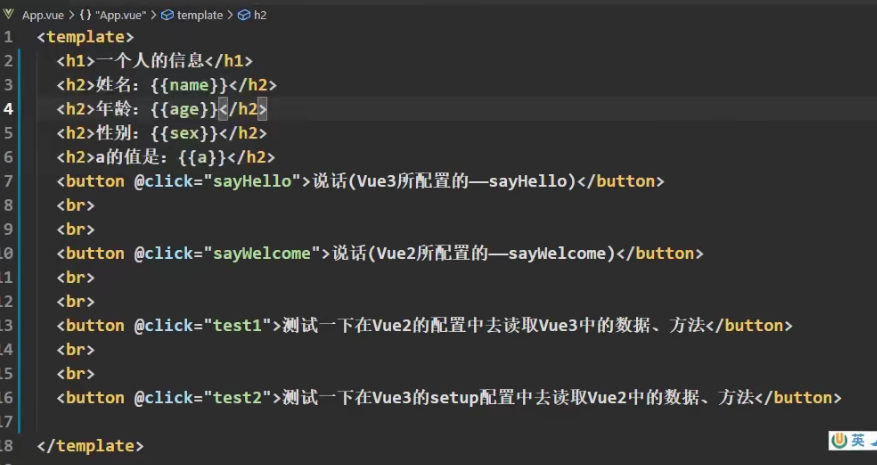 App.vue > {} "App.vue" > template > h2
1 <template>
2 <h1>一个人的信息</h1>
3 <h2>姓名：{{name}}</h2>
4 <h2>年龄：{{age}}</h2>
5 <h2>性别：{{sex}}</h2>
6 <h2>a的值是：{{a}}</h2>
7 <button @click="sayHello">说话(Vue3所配置的——sayHello)</button>
8 <br>
9 <br>
10 <button @click="sayWelcome">说话(Vue2所配置的——sayWelcome)</button>
11 <br>
12 <br>
13 <button @click="test1">测试一下在Vue2的配置中去读取Vue3中的数据、方法</button>
14 <br>
15 <br>
16 <button @click="test2">测试一下在Vue3的setup配置中去读取Vue2中的数据、方法</button>
17
18 </template>
英